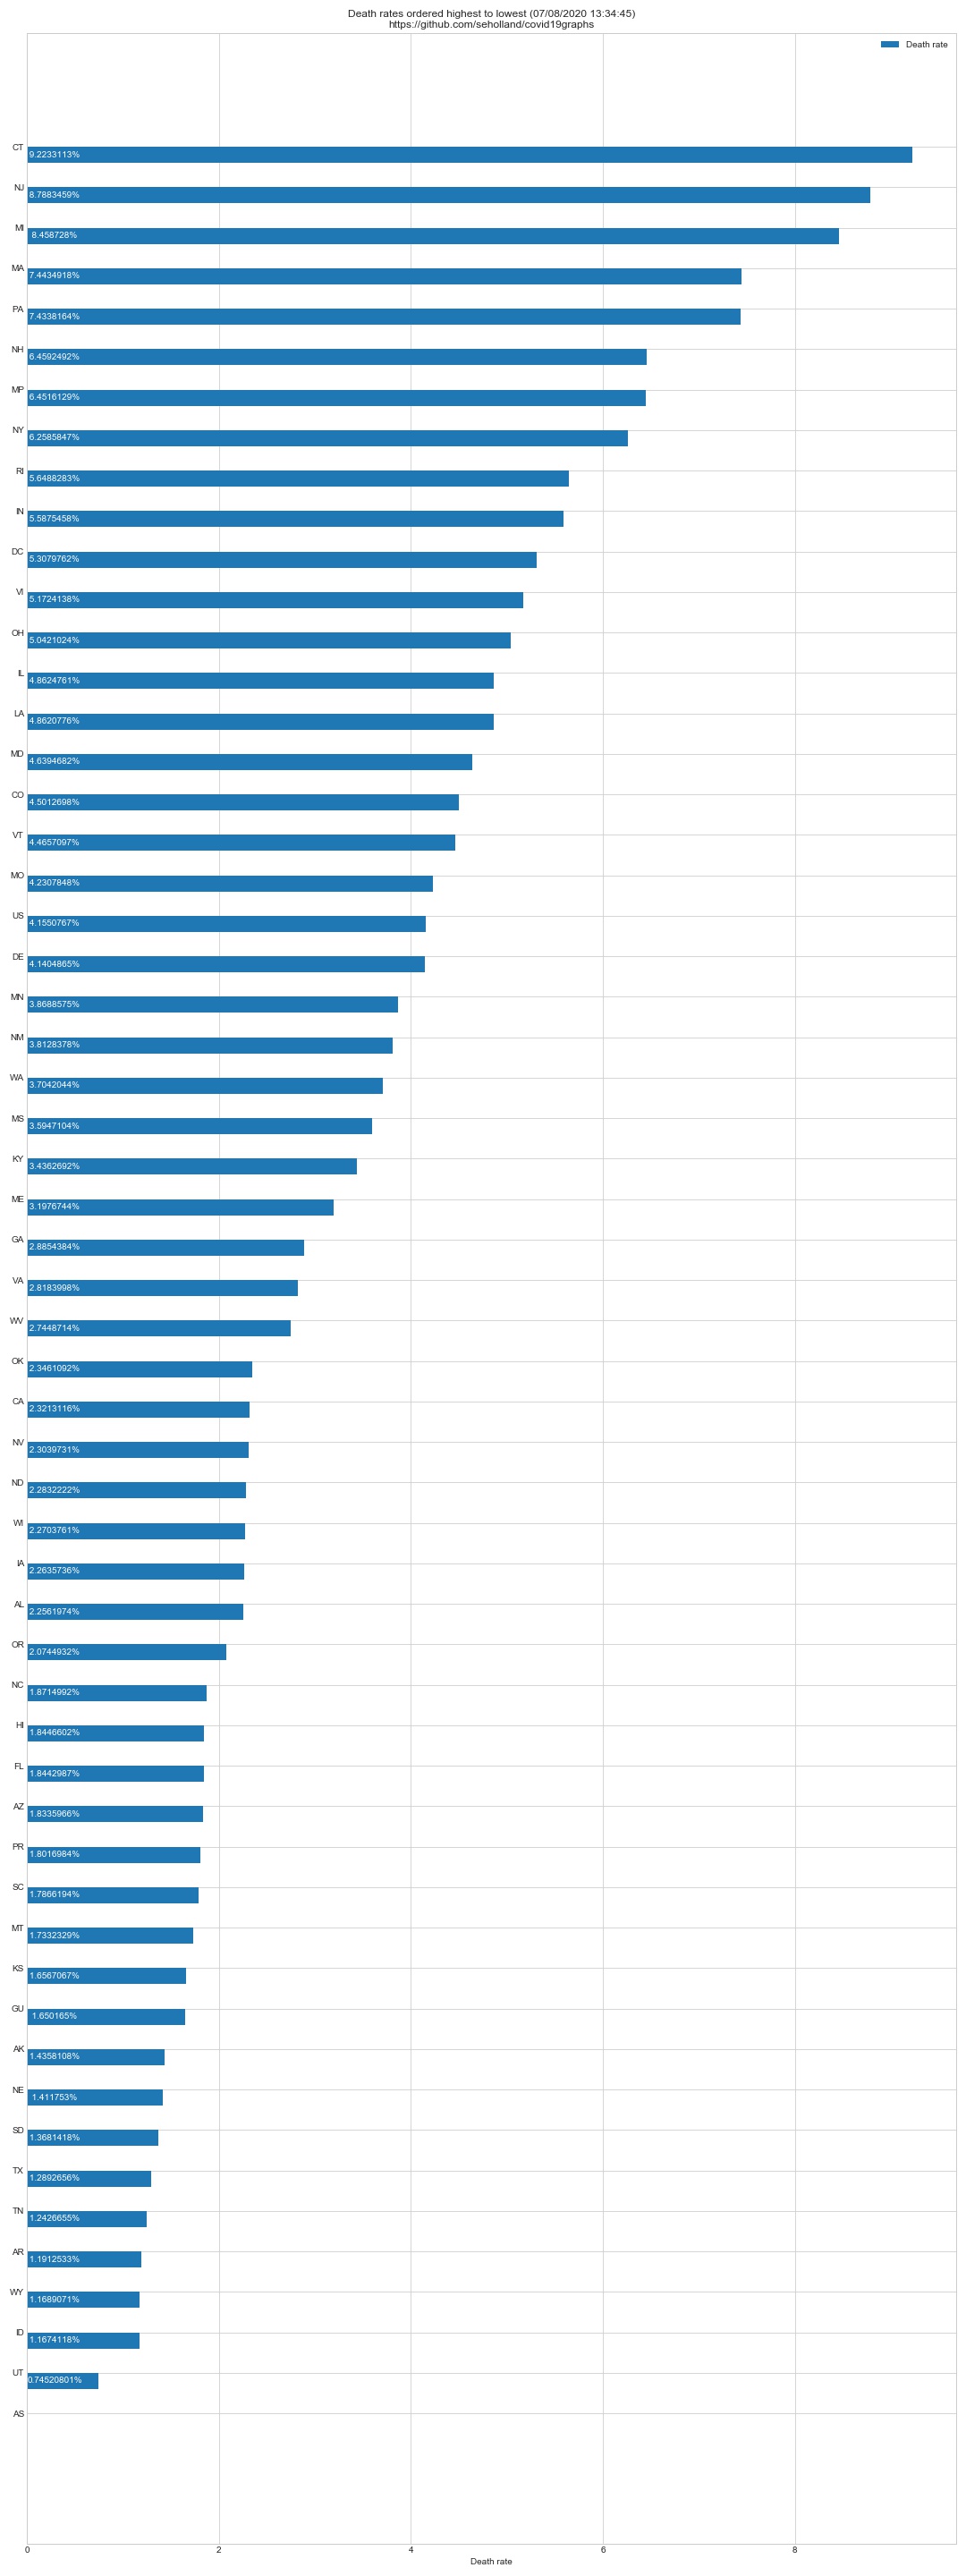 Death rates ordered highest to lowest (07/08/2020 13:34:45)
https://github.com/seholland/covid19graphs
Death rate
CT 9.2233113%
NJ 8.7883459%
MI 8.458728%
MA 7.4434918%
PA 7.4338164%
NH 6.4592492%
MP 6.4516129%
NY 6.2585847%
RI 5.6488283%
IN 5.5875458%
DC 5.3079762%
VI 5.1724138%
OH 5.0421024%
IL 4.8624761%
LA 4.8620776%
MD 4.6394682%
CO 4.5012698%
VT 4.4657097%
MO 4.2307848%
US 4.1550767%
DE 4.1404865%
MN 3.8688575%
NM 3.8128378%
WA 3.7042044%
MS 3.5947104%
KY 3.4362692%
ME 3.1976744%
GA 2.8854384%
VA 2.8183998%
WV 2.7448714%
OK 2.3461092%
CA 2.3213116%
NV 2.3039731%
ND 2.2832222%
WI 2.2703761%
IA 2.2635736%
AL 2.2561974%
OR 2.0744932%
NC 1.8714992%
HI 1.8446602%
FL 1.8442987%
AZ 1.8335966%
PR 1.8016984%
SC 1.7866194%
MT 1.7332329%
KS 1.6567067%
GU 1.650165%
AK 1.4358108%
NE 1.411753%
SD 1.3681418%
TX 1.2892656%
TN 1.2426655%
AR 1.1912533%
WY 1.1689071%
ID 1.1674118%
UT 0.74520801%
AS
0 2 4 6 8
Death rate